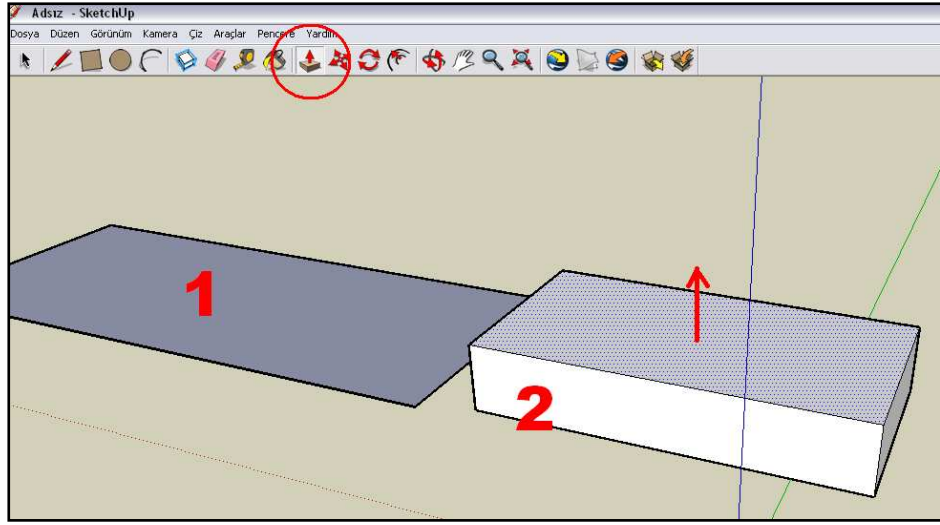 Adsız - SketchUp
Dosya Düzen Görünüm Kamera Çiz Araçlar Pencere Yardım
1
2